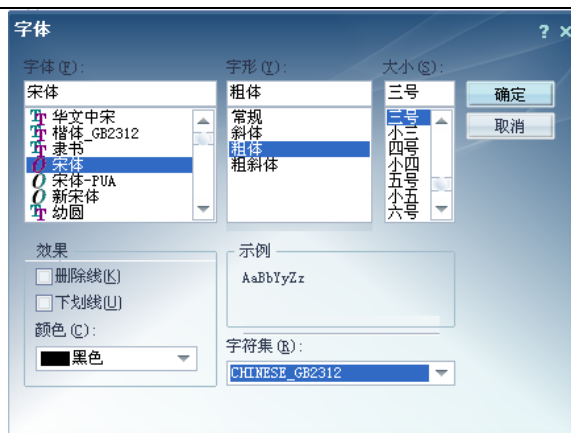 字体
? ×
字体(F):
字形(Y):
大小(S):
宋体
粗体
三号
确定
取消
华文中宋
楷体_GB2312
隶书
宋体
宋体-PUA
新宋体
幼圆
常规
斜体
粗体
粗斜体
三号
小三
四号
小四
五号
小五
六号
效果
删除线(K)
下划线(U)
颜色(C):
黑色
示例
AaBbYyZz
字符集(R):
CHINESE_GB2312